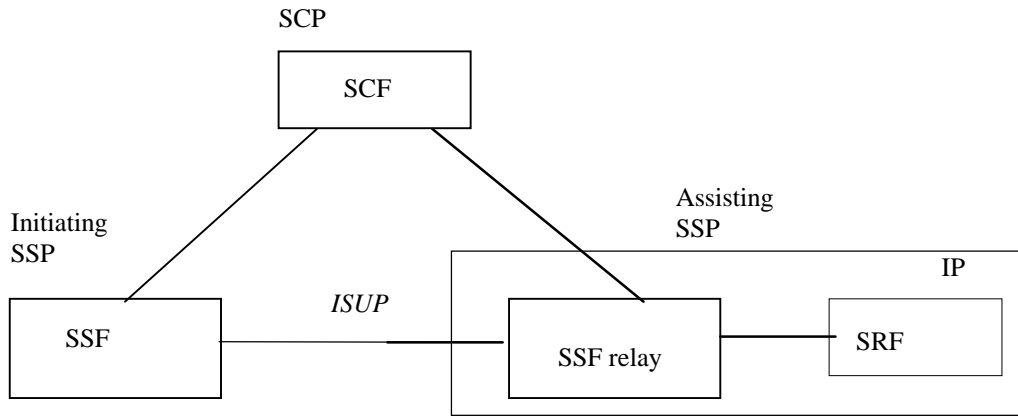 SCP
SCF
Assisting
SSP
Initiating
SSP
IP
ISUP
SSF
SSF relay
SRF